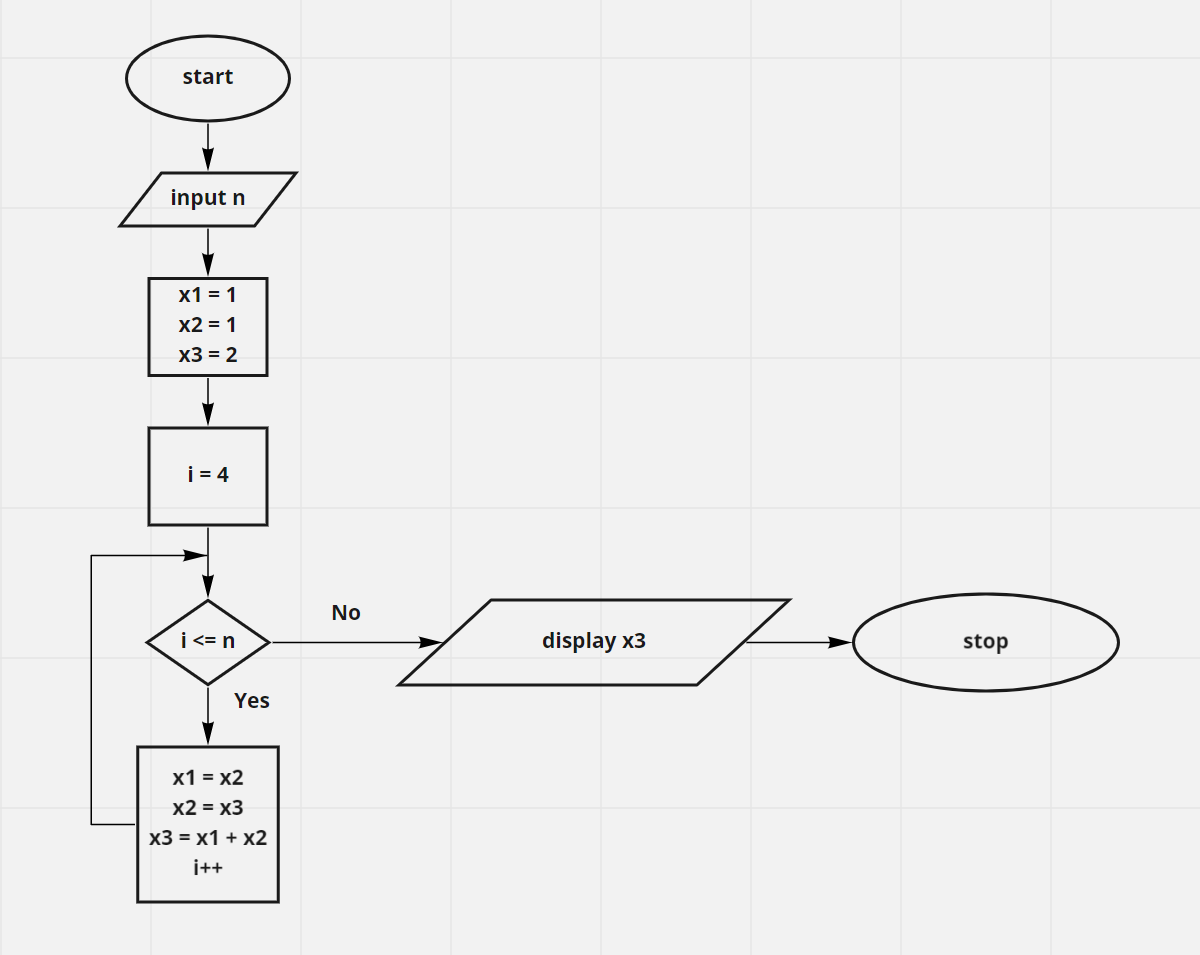 start
input n
x1 = 1
x2 = 1
x3 = 2
i = 4
i <= n
No
display x3
stop
Yes
x1 = x2
x2 = x3
x3 = x1 + x2
i++